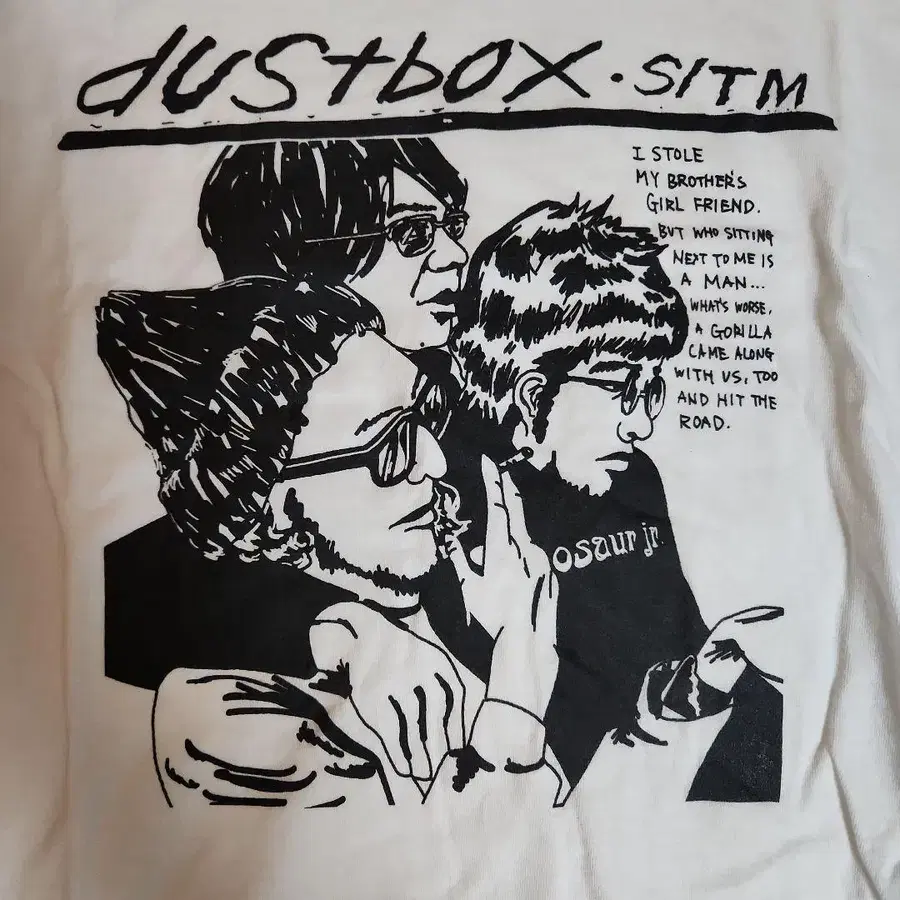 dustbox · SITM
I STOLE
MY BROTHER'S
GIRL FRIEND.
BUT WHO SITTING
NEXT TO ME IS
A MAN...
WHAT'S WORSE,
A GORILLA
CAME ALONG
WITH US, TOO
AND HIT THE
ROAD.
osaur jr.